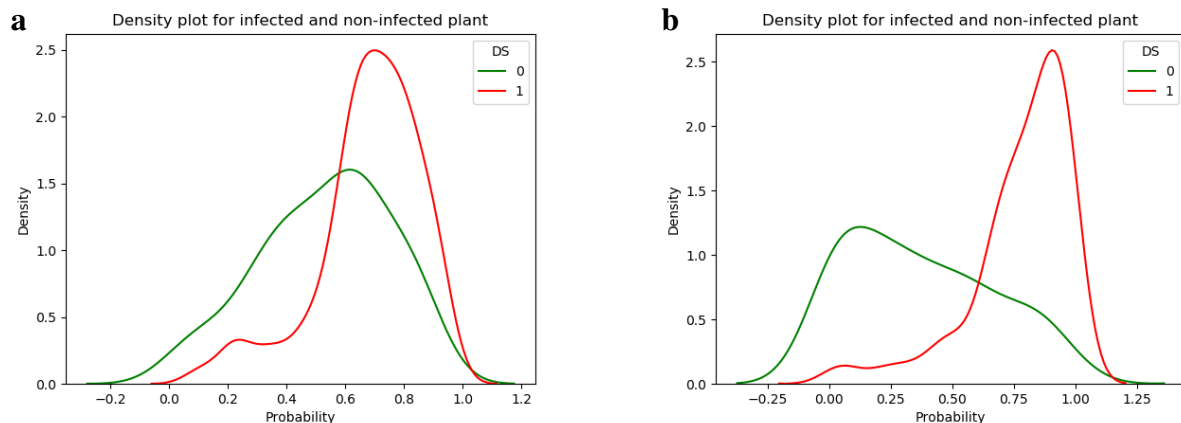 a
Density plot for infected and non-infected plant
DS
0
1
2.5
2.0
1.5
1.0
0.5
0.0
Density
−0.2 0.0 0.2 0.4 0.6 0.8 1.0 1.2
Probability
b
Density plot for infected and non-infected plant
DS
0
1
2.5
2.0
1.5
1.0
0.5
0.0
Density
−0.25 0.00 0.25 0.50 0.75 1.00 1.25
Probability